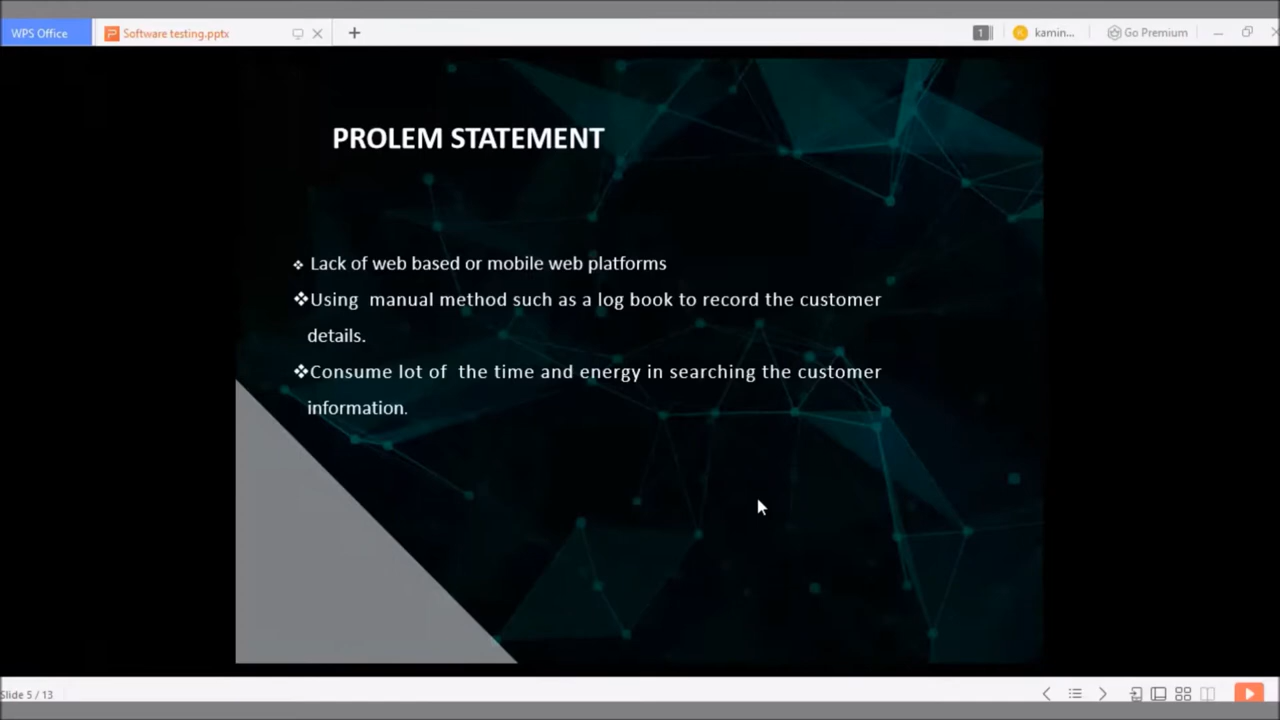 WPS Office
Software testing.pptx
1
kamin...
Go Premium
PROLEM STATEMENT
❖ Lack of web based or mobile web platforms
❖Using manual method such as a log book to record the customer
details.
❖Consume lot of the time and energy in searching the customer
information.
Slide 5 / 13